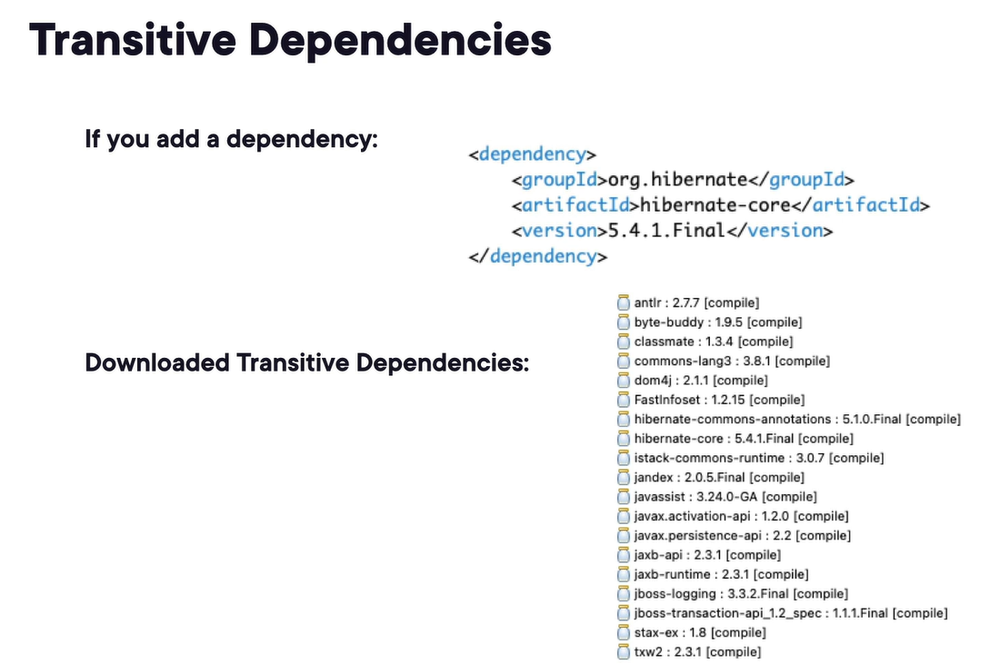 Transitive Dependencies
If you add a dependency:
<dependency>
<groupId>org.hibernate</groupId>
<artifactId>hibernate-core</artifactId>
<version>5.4.1.Final</version>
</dependency>
Downloaded Transitive Dependencies:
antlr : 2.7.7 [compile]
byte-buddy : 1.9.5 [compile]
classmate : 1.3.4 [compile]
commons-lang3 : 3.8.1 [compile]
dom4j : 2.1.1 [compile]
FastInfoset : 1.2.15 [compile]
hibernate-commons-annotations : 5.1.0.Final [compile]
hibernate-core : 5.4.1.Final [compile]
istack-commons-runtime : 3.0.7 [compile]
jandex : 2.0.5.Final [compile]
javassist : 3.24.0-GA [compile]
javax.activation-api : 1.2.0 [compile]
javax.persistence-api : 2.2 [compile]
jaxb-api : 2.3.1 [compile]
jaxb-runtime : 2.3.1 [compile]
jboss-logging : 3.3.2.Final [compile]
jboss-transaction-api_1.2_spec : 1.1.1.Final [compile]
stax-ex : 1.8 [compile]
txw2 : 2.3.1 [compile]